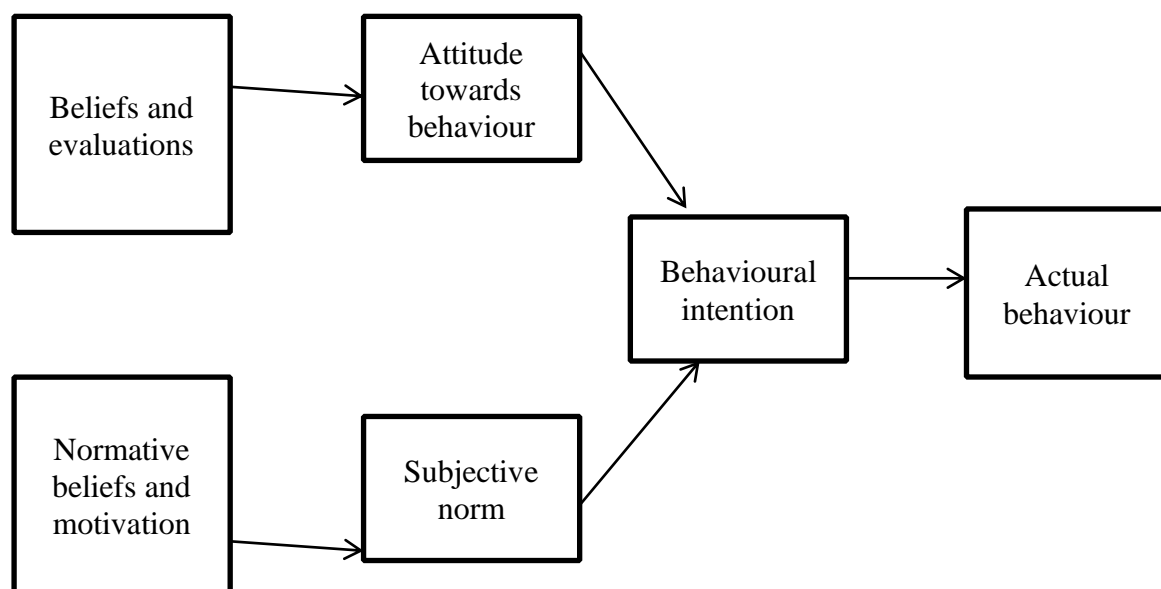 Beliefs and
evaluations
Attitude
towards
behaviour
Behavioural
intention
Actual
behaviour
Normative
beliefs and
motivation
Subjective
norm